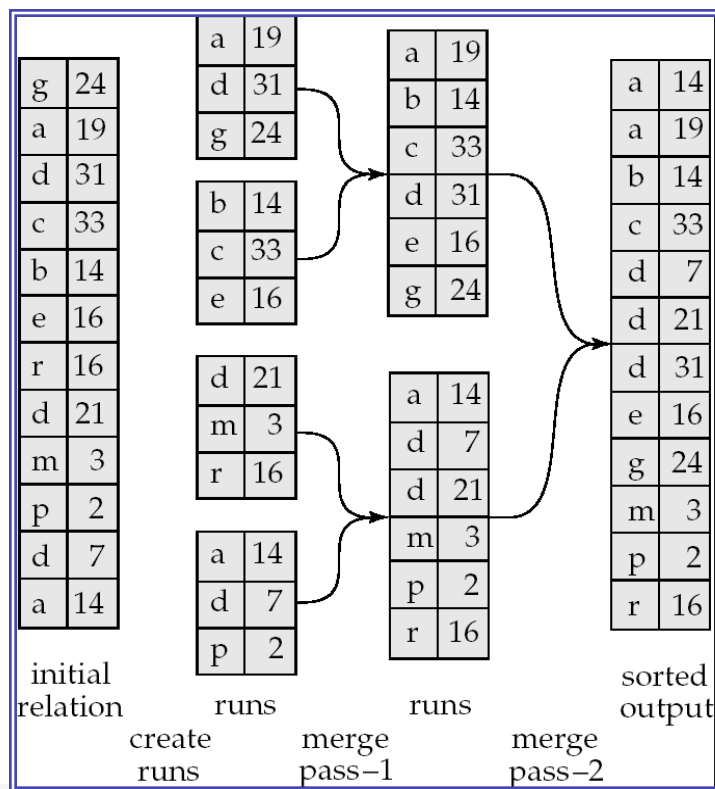 g 24
a 19
d 31
c 33
b 14
e 16
r 16
d 21
m 3
p 2
d 7
a 14
initial
relation
create
runs
a 19
d 31
g 24
b 14
c 33
e 16
d 21
m 3
r 16
a 14
d 7
p 2
runs
merge
pass–1
a 19
b 14
c 33
d 31
e 16
g 24
a 14
d 7
d 21
m 3
p 2
r 16
runs
merge
pass–2
a 14
a 19
b 14
c 33
d 7
d 21
d 31
e 16
g 24
m 3
p 2
r 16
sorted
output